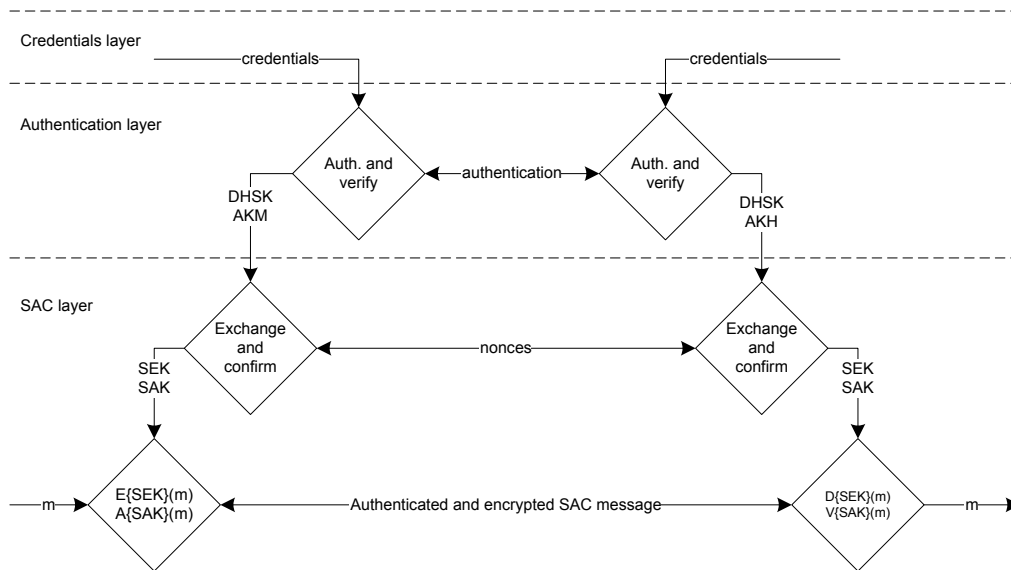 Credentials layer
credentials
credentials
Authentication layer
Auth. and
verify
authentication
Auth. and
verify
DHSK
AKM
DHSK
AKH
SAC layer
Exchange
and
confirm
nonces
Exchange
and
confirm
SEK
SAK
SEK
SAK
m
E{SEK}(m)
A{SAK}(m)
Authenticated and encrypted SAC message
D{SEK}(m)
V{SAK}(m)
m